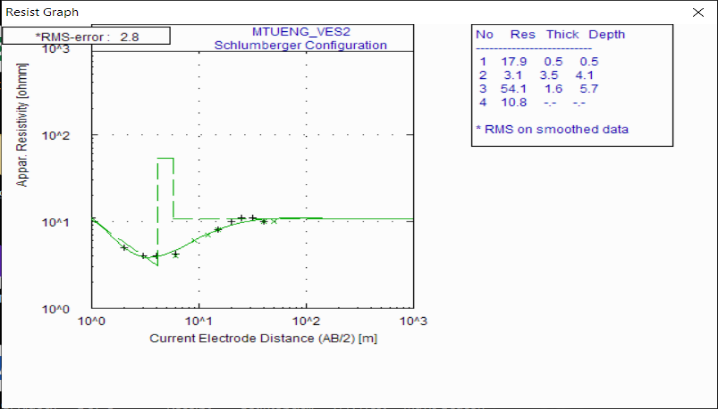 Resist Graph
*RMS-error : 2.8
MTUENG_VES2
Schlumberger Configuration
10^3
10^2
10^1
10^0
Appar. Resistivity [ohmm]
10^0 10^1 10^2 10^3
Current Electrode Distance (AB/2) [m]
No Res Thick Depth
-------------------------
1 17.9 0.5 0.5
2 3.1 3.5 4.1
3 54.1 1.6 5.7
4 10.8 -.- -.-
* RMS on smoothed data